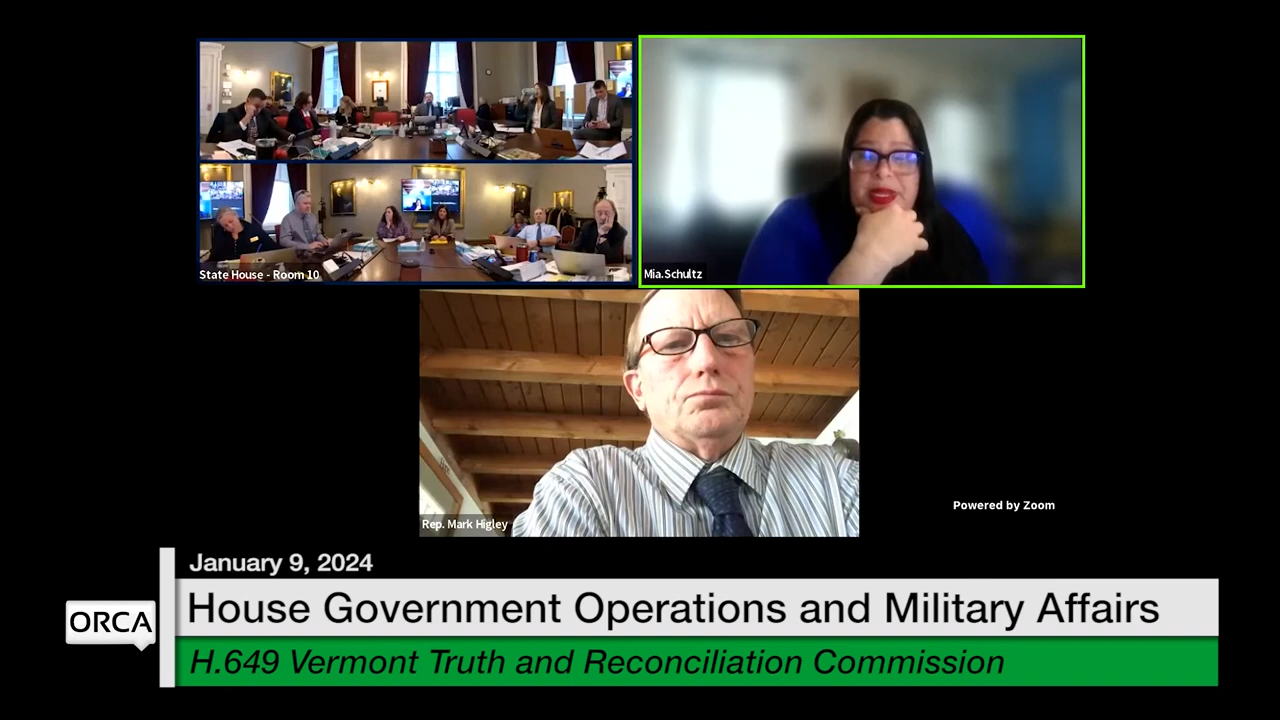 State House - Room 10
Mia.Schultz
Rep. Mark Higley
Powered by Zoom
January 9, 2024
ORCA
House Government Operations and Military Affairs
H.649 Vermont Truth and Reconciliation Commission